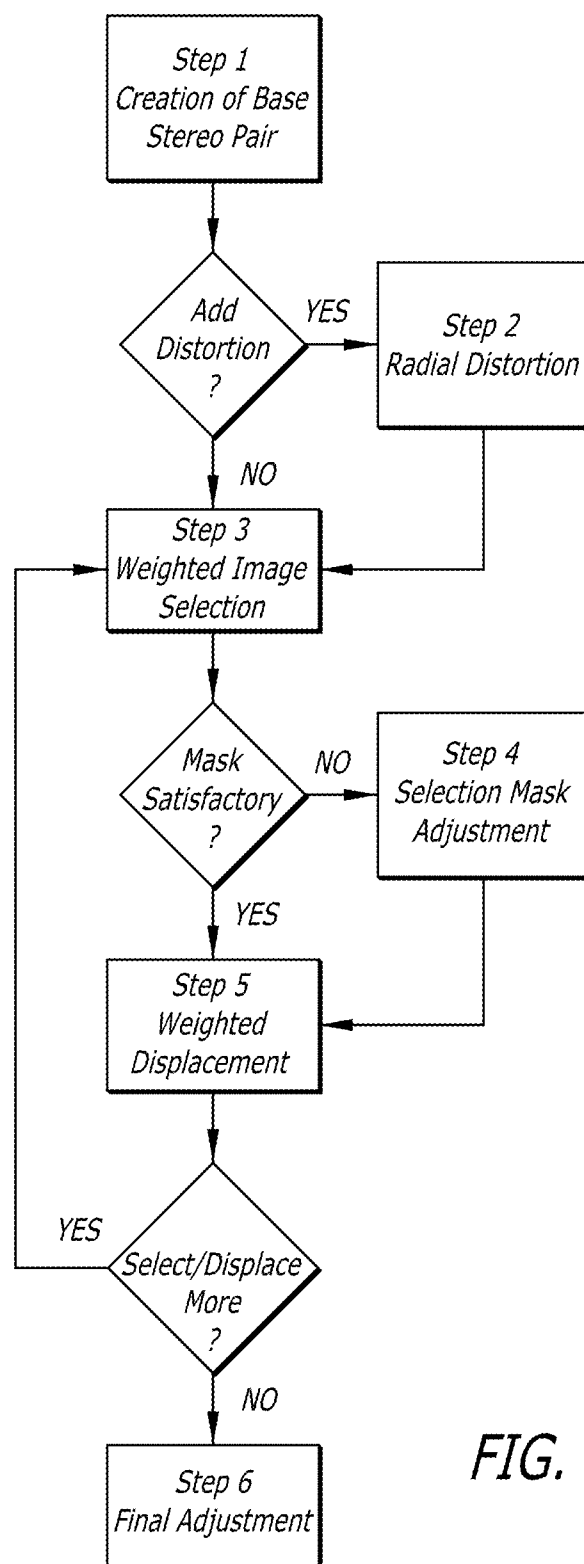 Step 1
Creation of Base
Stereo Pair
Add
Distortion
?
YES
Step 2
Radial Distortion
NO
Step 3
Weighted Image
Selection
Mask
Satisfactory
?
NO
Step 4
Selection Mask
Adjustment
YES
Step 5
Weighted
Displacement
YES
Select/Displace
More
?
NO
Step 6
Final Adjustment
FIG.